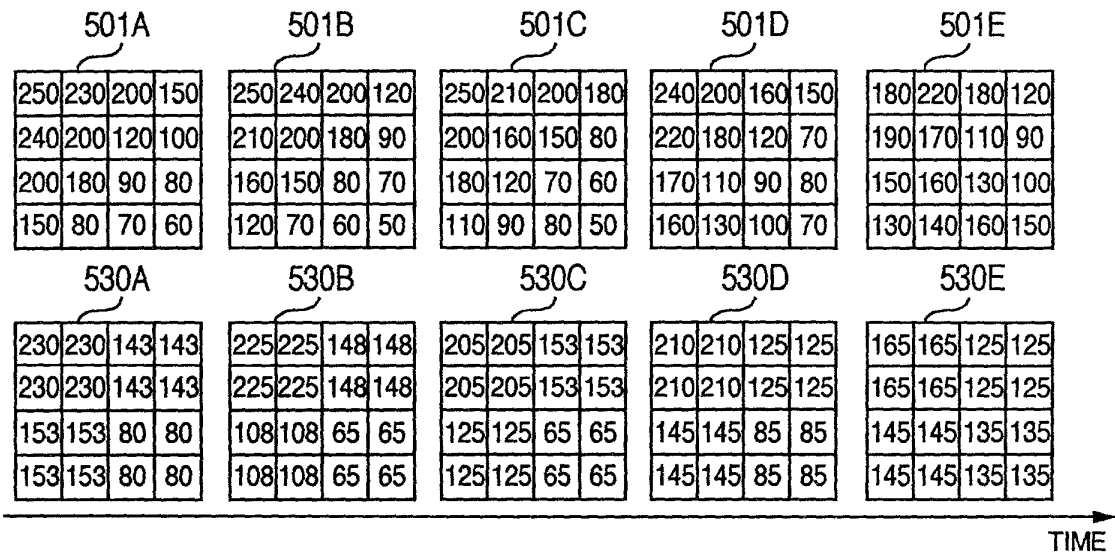 501A 501B 501C 501D 501E
250 230 200 150 250 240 200 120 250 210 200 180 240 200 160 150 180 220 180 120
240 200 120 100 210 200 180 90 200 160 150 80 220 180 120 70 190 170 110 90
200 180 90 80 160 150 80 70 180 120 70 60 170 110 90 80 150 160 130 100
150 80 70 60 120 70 60 50 110 90 80 50 160 130 100 70 130 140 160 150
530A 530B 530C 530D 530E
230 230 143 143 225 225 148 148 205 205 153 153 210 210 125 125 165 165 125 125
230 230 143 143 225 225 148 148 205 205 153 153 210 210 125 125 165 165 125 125
153 153 80 80 108 108 65 65 125 125 65 65 145 145 85 85 145 145 135 135
153 153 80 80 108 108 65 65 125 125 65 65 145 145 85 85 145 145 135 135
TIME